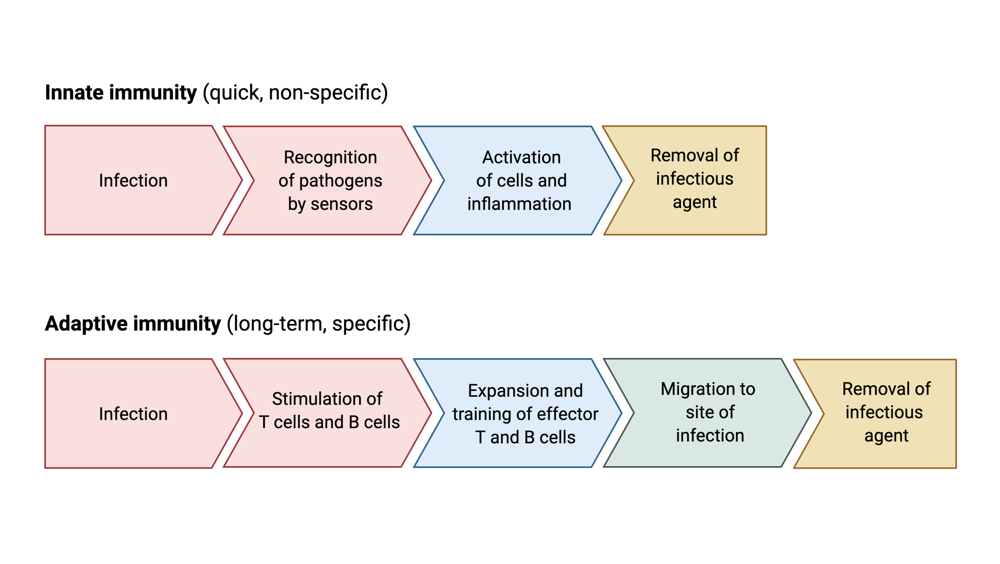 Innate immunity (quick, non-specific)
Infection
Recognition
of pathogens
by sensors
Activation
of cells and
inflammation
Removal of
infectious
agent
Adaptive immunity (long-term, specific)
Infection
Stimulation of
T cells and B cells
Expansion and
training of effector
T and B cells
Migration to
site of
infection
Removal of
infectious
agent